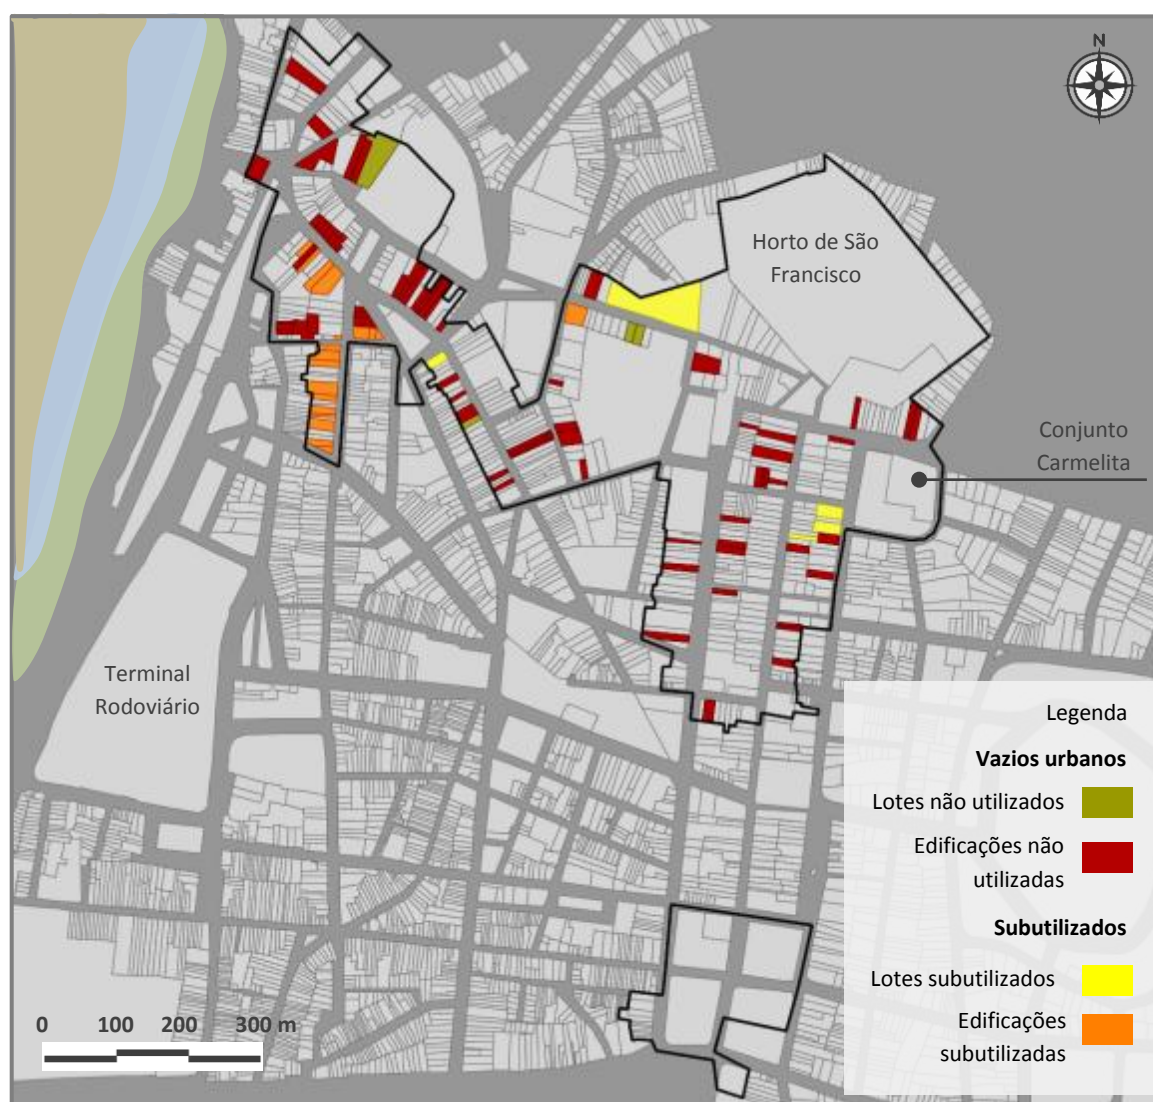 N
Horto de São
Francisco
Conjunto
Carmelita
Terminal
Rodoviário
Legenda
Vazios urbanos
Lotes não utilizados
Edificações não
utilizadas
Subutilizados
Lotes subutilizados
Edificações
subutilizadas
0 100 200 300 m